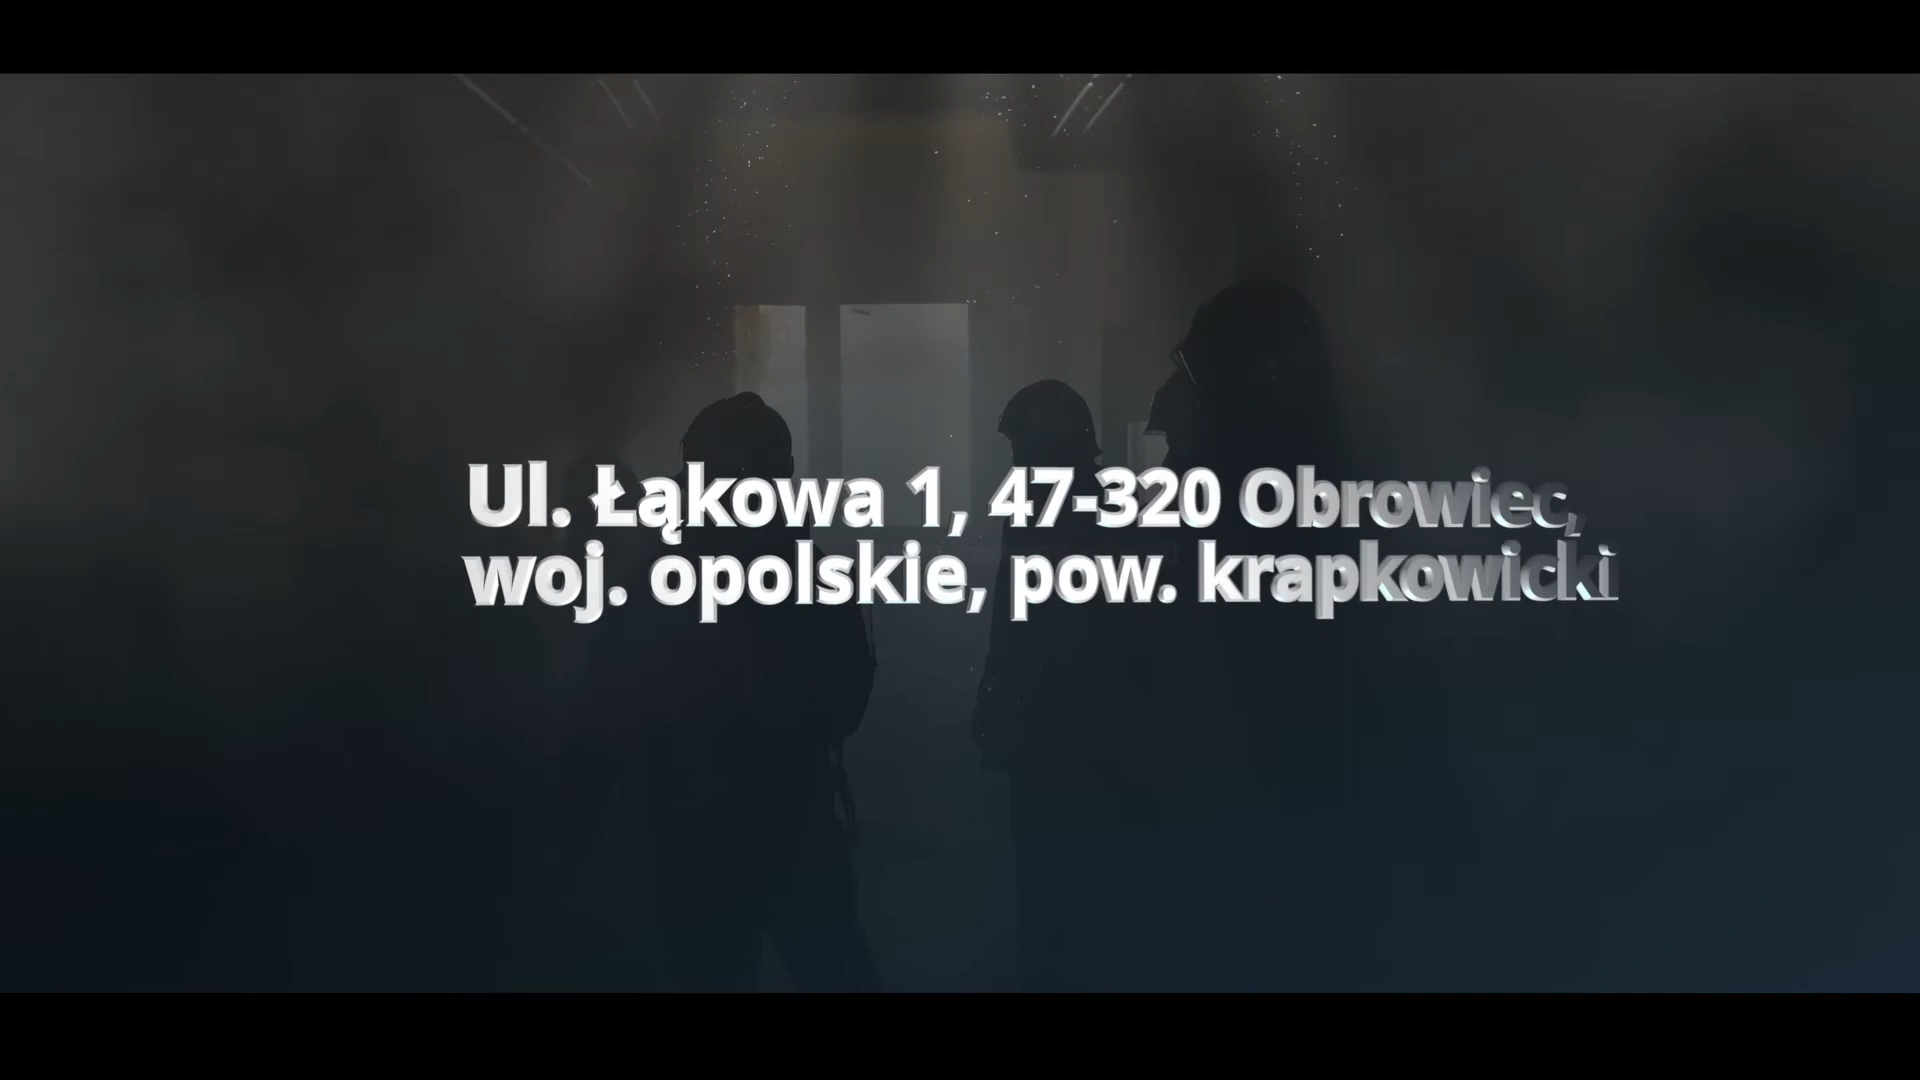 Ul. Łąkowa 1, 47-320 Obrowiec,
woj. opolskie, pow. krapkowicki